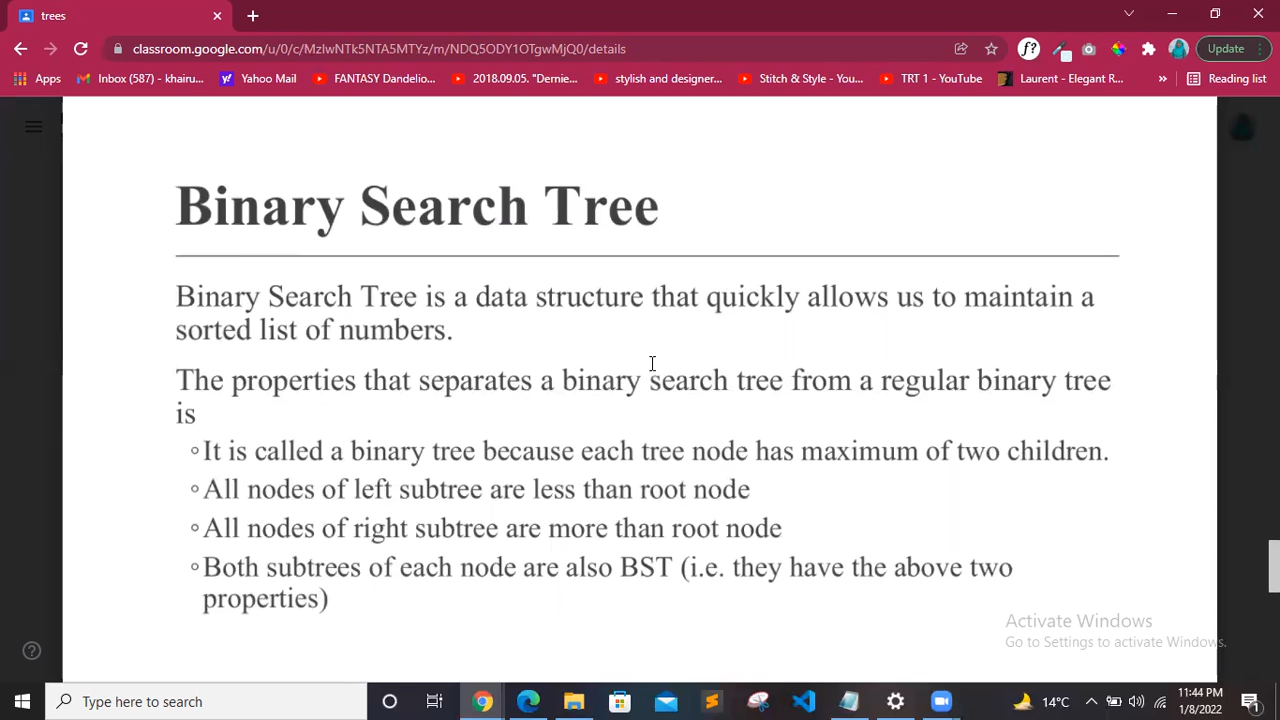 trees
classroom.google.com/u/0/c/MzlwNTk5NTA5MTYz/m/NDQ5ODY1OTgwMjQ0/details
Update
Apps
Inbox (587) - khairu...
Yahoo Mail
FANTASY Dandelio...
2018.09.05. "Dernie...
stylish and designer...
Stitch & Style - You...
TRT 1 - YouTube
Laurent - Elegant R...
Reading list
Binary Search Tree
Binary Search Tree is a data structure that quickly allows us to maintain a
sorted list of numbers.
The properties that separates a binary search tree from a regular binary tree
is
◦It is called a binary tree because each tree node has maximum of two children.
◦All nodes of left subtree are less than root node
◦All nodes of right subtree are more than root node
◦Both subtrees of each node are also BST (i.e. they have the above two
properties)
Activate Windows
Go to Settings to activate Windows.
Type here to search
14°C
11:44 PM
1/8/2022